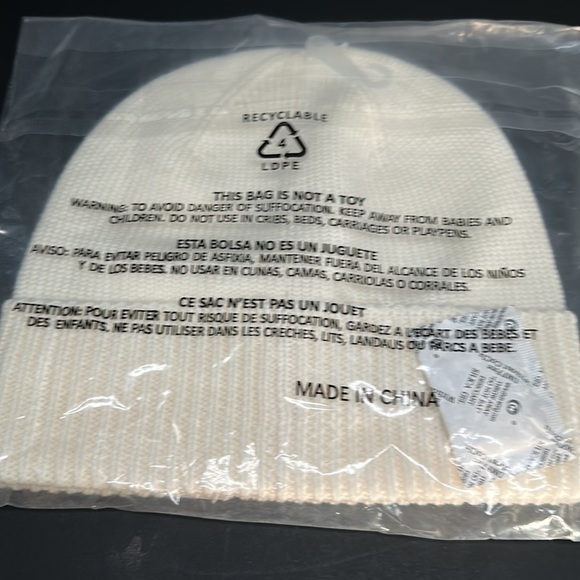 RECYCLABLE
4
LDPE
THIS BAG IS NOT A TOY
WARNING: TO AVOID DANGER OF SUFFOCATION. KEEP AWAY FROM BABIES AND
CHILDREN. DO NOT USE IN CRIBS, BEDS, CARRIAGES OR PLAYPENS.
ESTA BOLSA NO ES UN JUGUETE
AVISO: PARA EVITAR PELIGRO DE ASFIXIA, MANTENER FUERA DEL ALCANCE DE LOS NIÑOS
Y DE LOS BEBES. NO USAR EN CUNAS, CAMAS, CARRIOLAS O CORRALES.
CE SAC N'EST PAS UN JOUET
ATTENTION: POUR EVITER TOUT RISQUE DE SUFFOCATION, GARDEZ A L'ECART DES BEBES ET
DES ENFANTS, NE PAS UTILISER DANS LES CRECHES, LITS, LANDAUS OU PARCS A BEBE.
MADE IN CHINA